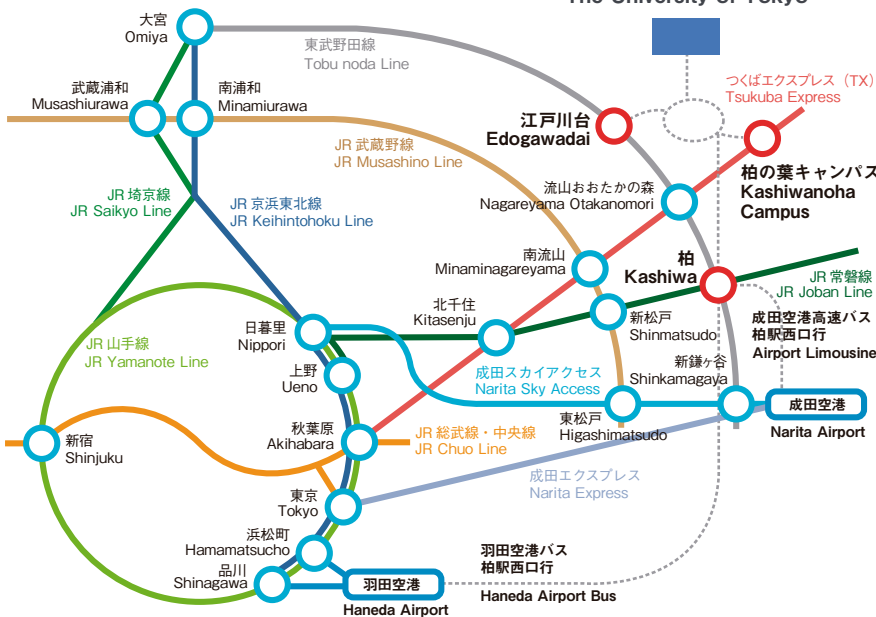 The University of Tokyo
大宮
Omiya
東武野田線
Tobu noda Line
つくばエクスプレス（TX）
Tsukuba Express
武蔵浦和
Musashiurawa
南浦和
Minamiurawa
江戸川台
Edogawadai
JR 武蔵野線
JR Musashino Line
柏の葉キャンパス
Kashiwanoha
Campus
流山おおたかの森
Nagareyama Otakanomori
JR 埼京線
JR Saikyo Line
JR 京浜東北線
JR Keihintohoku Line
南流山
Minaminagareyama
柏
Kashiwa
JR 常磐線
JR Joban Line
北千住
Kitasenju
日暮里
Nippori
新松戸
Shinmatsudo
成田空港高速バス
柏駅西口行
Airport Limousine
JR 山手線
JR Yamanote Line
上野
Ueno
成田スカイアクセス
Narita Sky Access
新鎌ヶ谷
Shinkamagaya
成田空港
Narita Airport
新宿
Shinjuku
秋葉原
Akihabara
JR 総武線・中央線
JR Chuo Line
東松戸
Higashimatsudo
成田エクスプレス
Narita Express
東京
Tokyo
浜松町
Hamamatsucho
品川
Shinagawa
羽田空港
Haneda Airport
羽田空港バス
柏駅西口行
Haneda Airport Bus